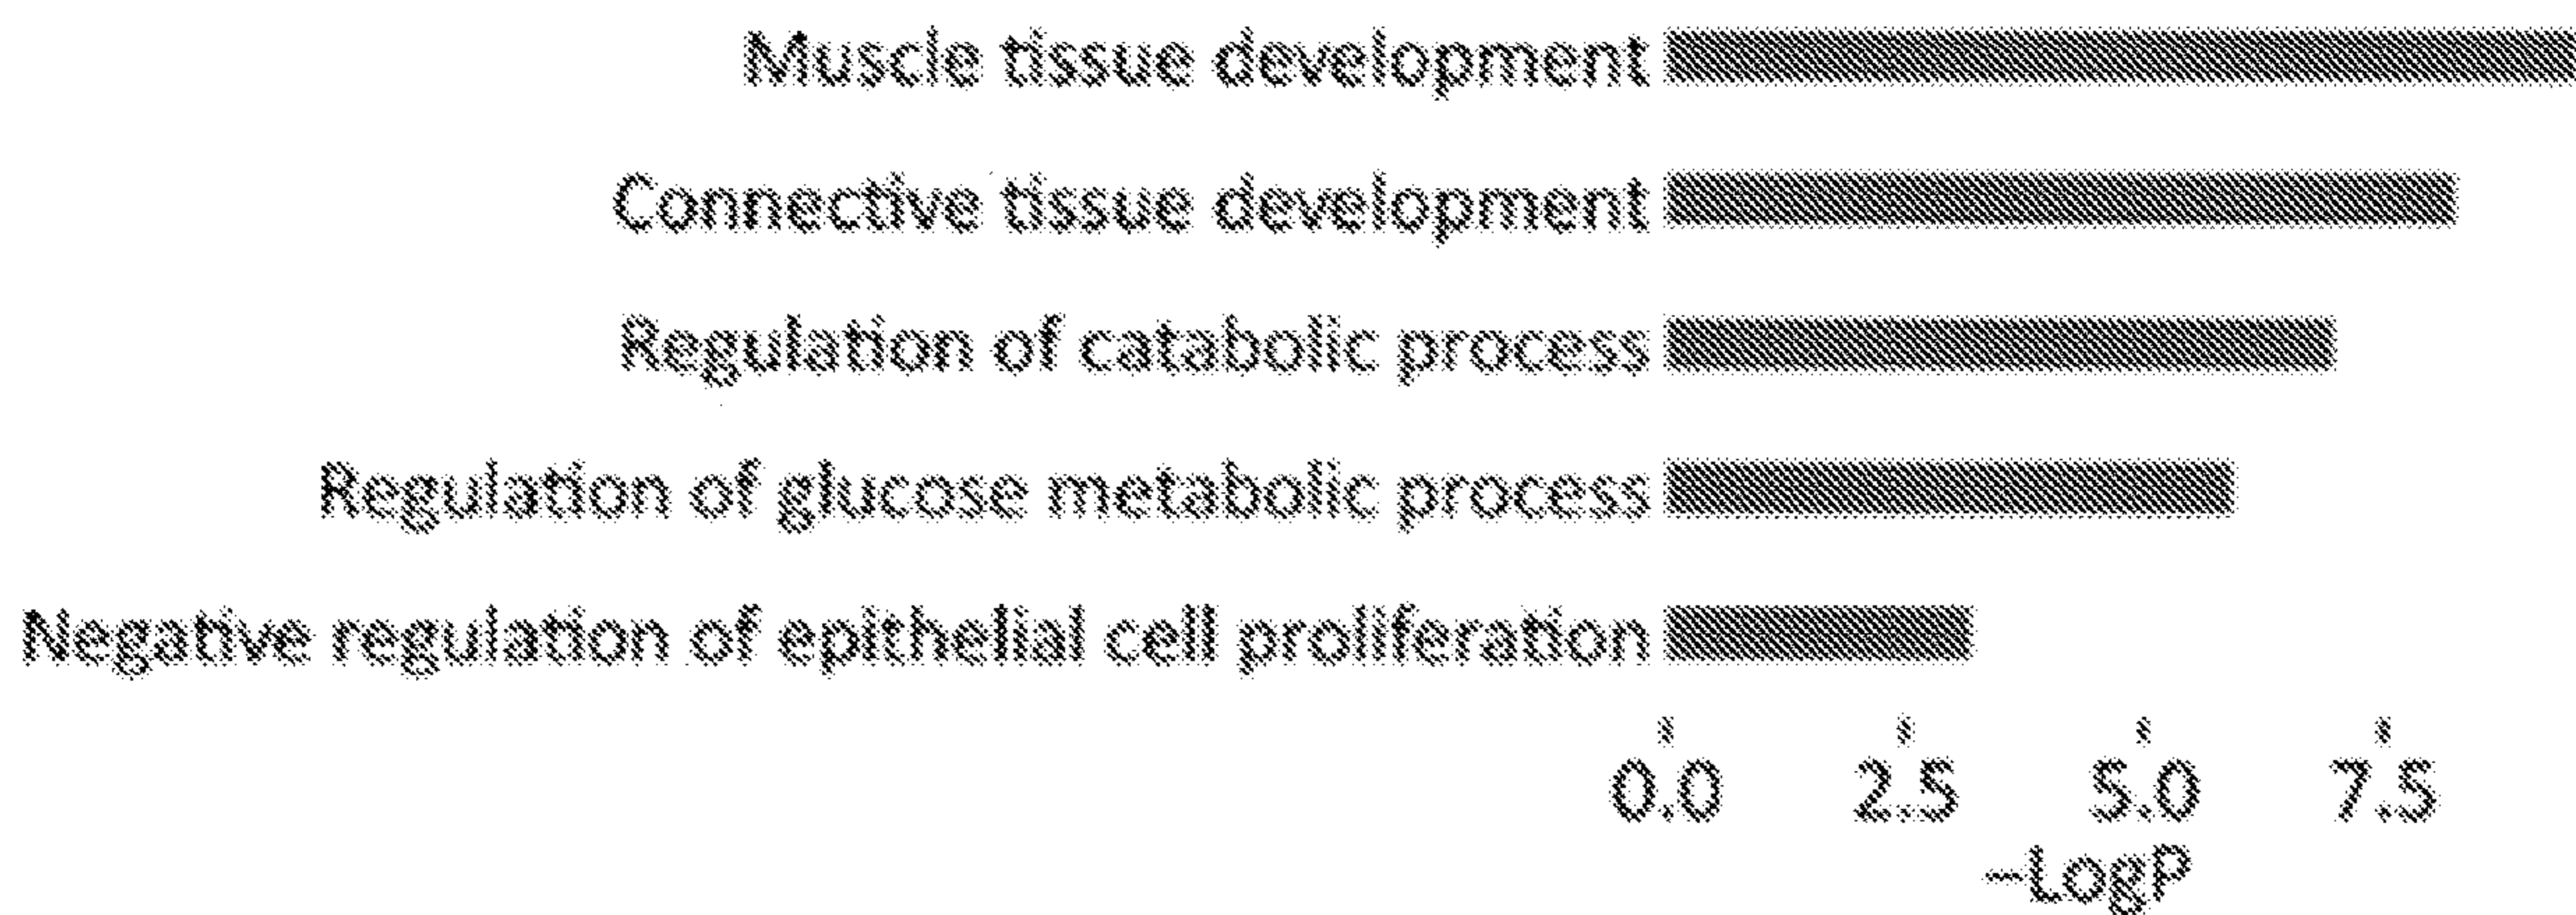 Muscle tissue development
Connective tissue development
Regulation of catabolic process
Regulation of glucose metabolic process
Negative regulation of epithelial cell proliferation
0.0 2.5 5.0 7.5
–LogP